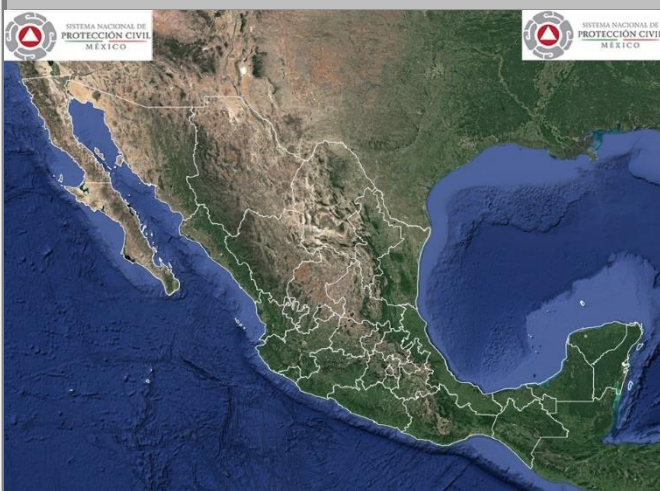 SISTEMA NACIONAL DE
PROTECCIÓN CIVIL
MÉXICO
SISTEMA NACIONAL DE
PROTECCIÓN CIVIL
MÉXICO